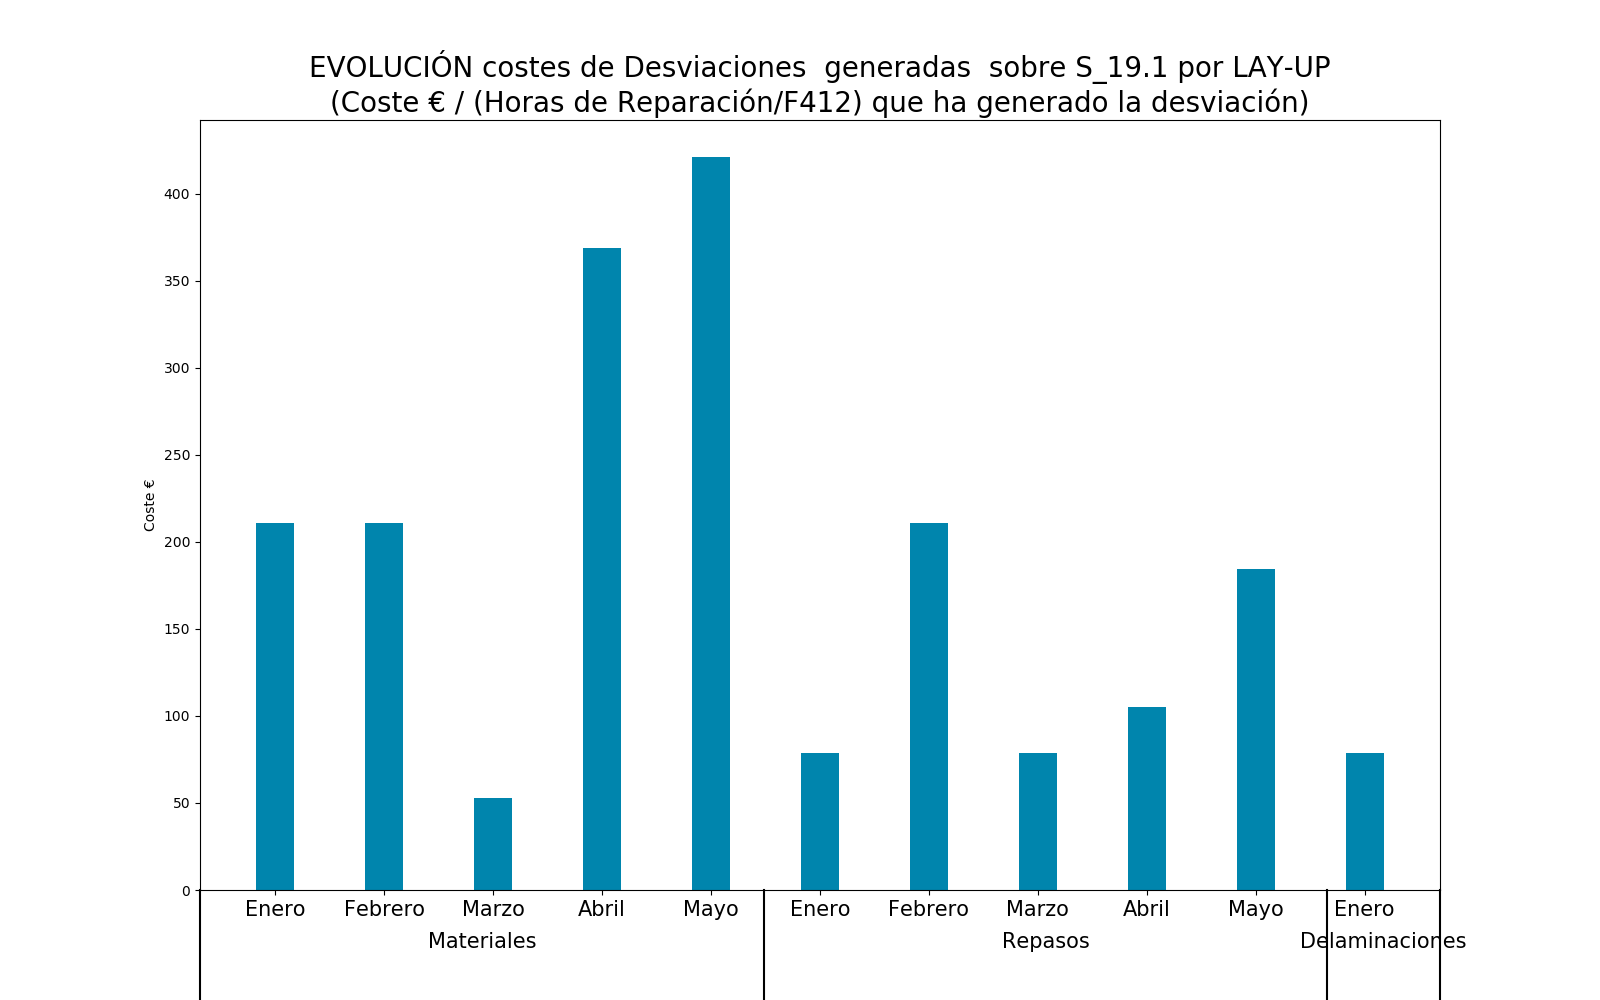 EVOLUCIÓN costes de Desviaciones  generadas  sobre S_19.1 por LAY-UP
(Coste € / (Horas de Reparación/F412) que ha generado la desviación)
400
350
300
250
200
150
100
50
0
Coste €
Enero Febrero Marzo Abril Mayo Enero Febrero Marzo Abril Mayo Enero
Materiales Repasos Delaminaciones